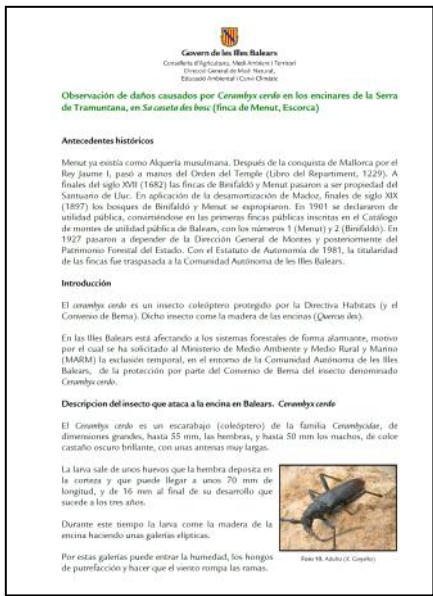 Govern de les Illes Balears
Conselleria d'Agricultura, Medi Ambient i Territori
Direcció General de Medi Natural,
Educació Ambiental i Canvi Climàtic
Observación de daños causados por Cerambyx cerdo en los encinares de la Serra
de Tramuntana, en Sa caseta des bosc (finca de Menut, Escorca)
Antecedentes históricos
Menut ya existía como Alquería musulmana. Después de la conquista de Mallorca por el
Rey Jaume I, pasó a manos del Orden del Temple (Libro del Repartiment, 1229). A
finales del siglo XVII (1682) las fincas de Binifaldó y Menut pasaron a ser propiedad del
Santuario de Lluc. En aplicación de la desamortización de Madoz, finales de siglo XIX
(1897) los bosques de Binifaldó y Menut se expropiaron. En 1901 se declararon de
utilidad pública, convirtiéndose en las primeras fincas públicas inscritas en el Catálogo
de montes de utilidad pública de Balears, con los números 1 (Menut) y 2 (Binifaldó). En
1927 pasaron a depender de la Dirección General de Montes y posteriormente del
Patrimonio Forestal del Estado. Con el Estatuto de Autonomía de 1981, la titularidad
de las fincas fue traspasada a la Comunidad Autónoma de les Illes Balears.
Introducción
El cerambyx cerdo es un insecto coleóptero protegido por la Directiva Habitats (y el
Convenio de Berna). Dicho insecto come la madera de las encinas (Quercus ilex).
En las Illes Balears está afectando a los sistemas forestales de forma alarmante, motivo
por el cual se ha solicitado al Ministerio de Medio Ambiente y Medio Rural y Marino
(MARM) la exclusión temporal, en el entorno de la Comunidad Autónoma de les Illes
Balears, de la protección por parte del Convenio de Berna del insecto denominado
Cerambyx cerdo.
Descripcion del insecto que ataca a la encina en Balears. Cerambyx cerdo
El Cerambyx cerdo es un escarabajo (coleóptero) de la familia Cerambycidae, de
dimensiones grandes, hasta 55 mm, las hembras, y hasta 50 mm los machos, de color
castaño oscuro brillante, con unas antenas muy largas.
La larva sale de unos huevos que la hembra deposita en
la corteza y que puede llegar a unos 70 mm de
longitud, y de 16 mm al final de su desarrollo que
sucede a los tres años.
Durante este tiempo la larva come la madera de la
encina haciendo unas galerías elípticas.
Por estas galerías puede entrar la humedad, los hongos
de putrefacción y hacer que el viento rompa las ramas.
Adulto (X. Canyelles)